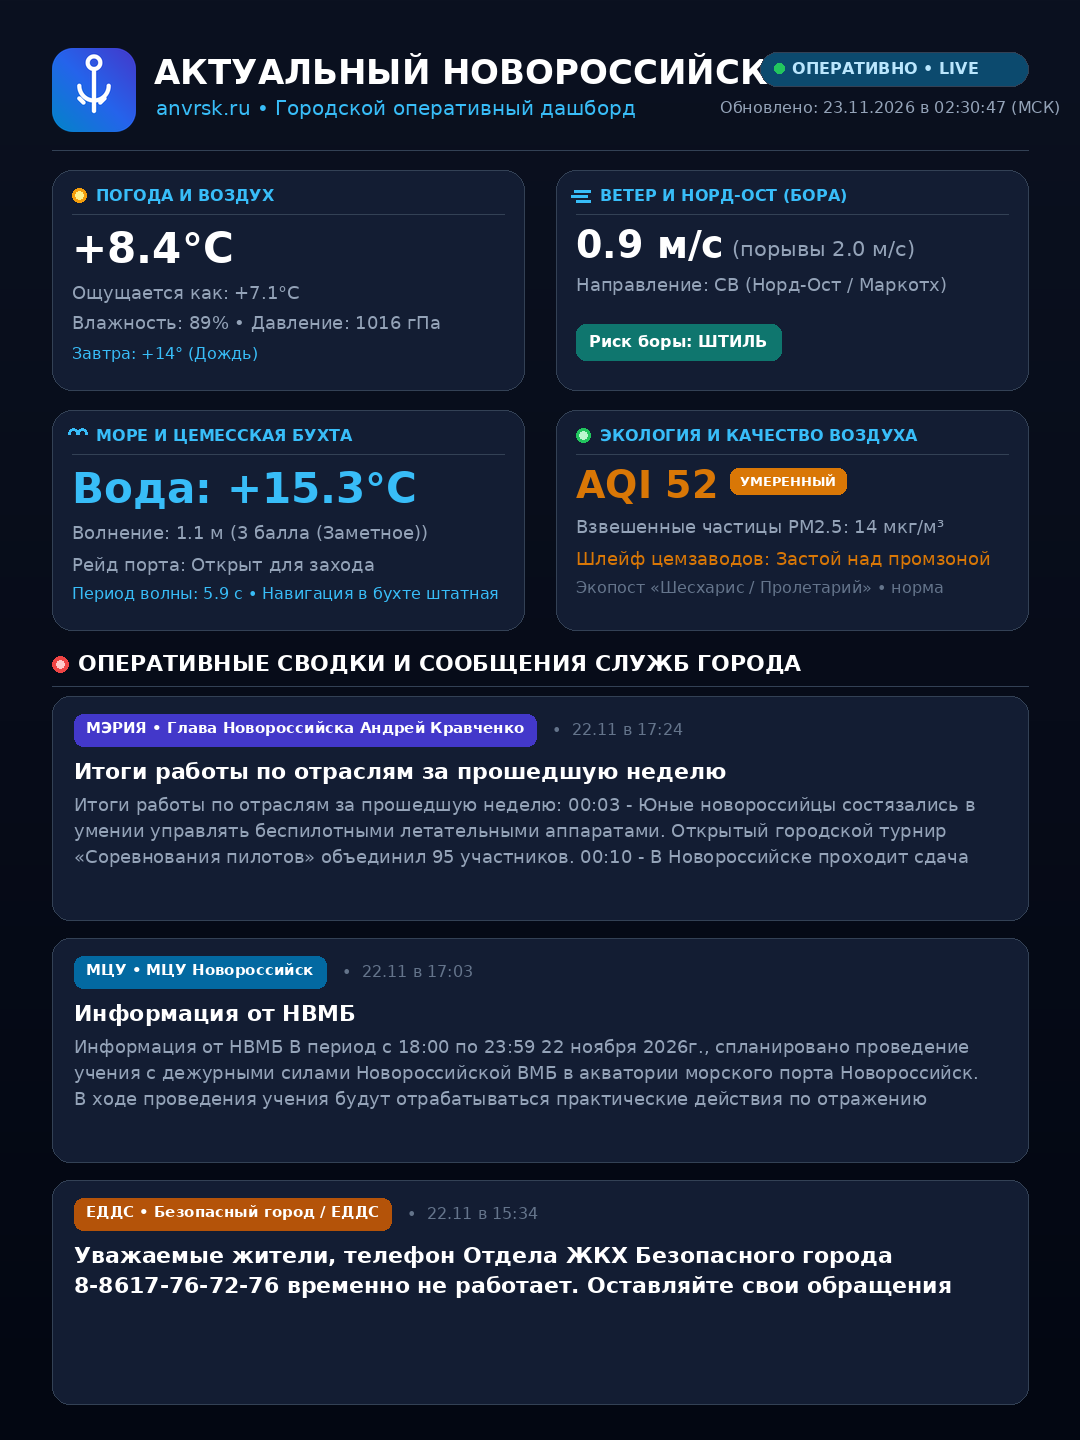 АКТУАЛЬНЫЙ НОВОРОССИЙСК
ОПЕРАТИВНО • LIVE
anvrsk.ru • Городской оперативный дашборд
Обновлено: 23.11.2026 в 02:30:47 (МСК)
ПОГОДА И ВОЗДУХ
+8.4°C
Ощущается как: +7.1°C
Влажность: 89% • Давление: 1016 гПа
Завтра: +14° (Дождь)
ВЕТЕР И НОРД-ОСТ (БОРА)
0.9 м/с (порывы 2.0 м/с)
Направление: СВ (Норд-Ост / Маркотх)
Риск боры: ШТИЛЬ
МОРЕ И ЦЕМЕССКАЯ БУХТА
Вода: +15.3°C
Волнение: 1.1 м (3 балла (Заметное))
Рейд порта: Открыт для захода
Период волны: 5.9 с • Навигация в бухте штатная
ЭКОЛОГИЯ И КАЧЕСТВО ВОЗДУХА
AQI 52 УМЕРЕННЫЙ
Взвешенные частицы PM2.5: 14 мкг/м³
Шлейф цемзаводов: Застой над промзоной
Экопост «Шесхарис / Пролетарий» • норма
ОПЕРАТИВНЫЕ СВОДКИ И СООБЩЕНИЯ СЛУЖБ ГОРОДА
МЭРИЯ • Глава Новороссийска Андрей Кравченко • 22.11 в 17:24
Итоги работы по отраслям за прошедшую неделю
Итоги работы по отраслям за прошедшую неделю: 00:03 - Юные новороссийцы состязались в
умении управлять беспилотными летательными аппаратами. Открытый городской турнир
«Соревнования пилотов» объединил 95 участников. 00:10 - В Новороссийске проходит сдача
МЦУ • МЦУ Новороссийск • 22.11 в 17:03
Информация от НВМБ
Информация от НВМБ В период с 18:00 по 23:59 22 ноября 2026г., спланировано проведение
учения с дежурными силами Новороссийской ВМБ в акватории морского порта Новороссийск.
В ходе проведения учения будут отрабатываться практические действия по отражению
ЕДДС • Безопасный город / ЕДДС • 22.11 в 15:34
Уважаемые жители, телефон Отдела ЖКХ Безопасного города
8-8617-76-72-76 временно не работает. Оставляйте свои обращения